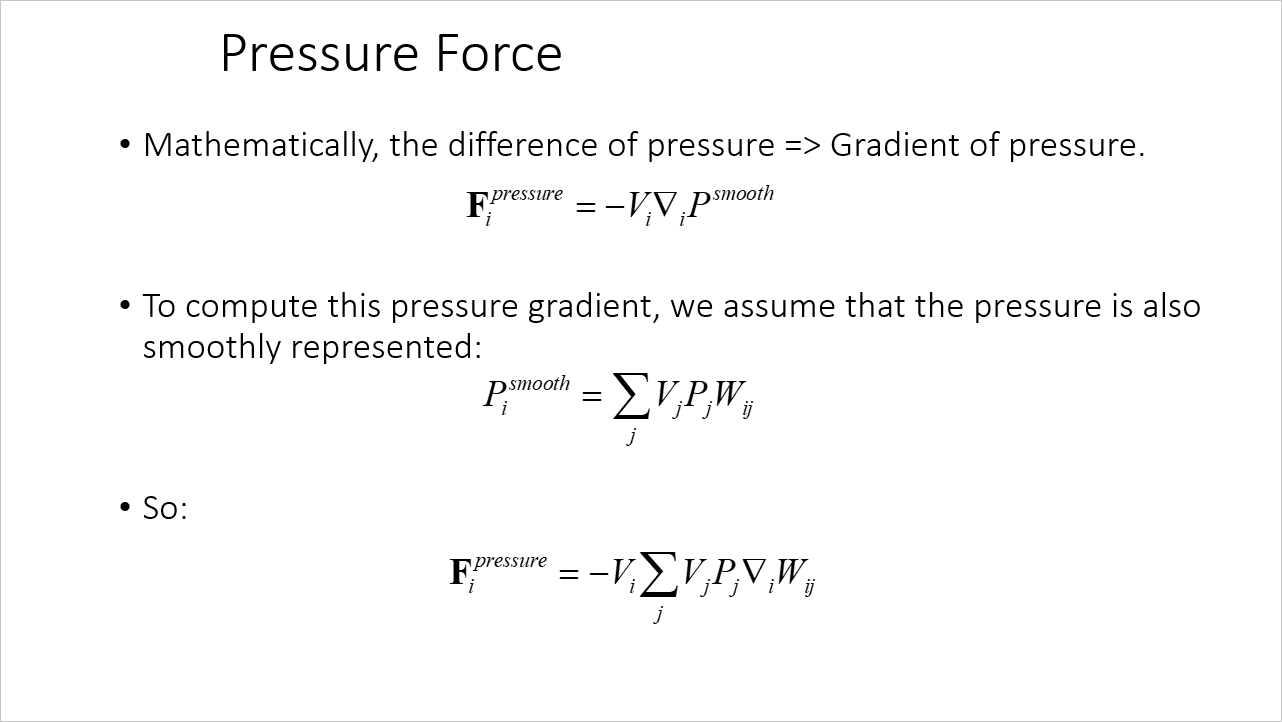 Pressure Force
• Mathematically, the difference of pressure => Gradient of pressure.
$\mathbf{F}_i^{pressure} = -V_i \nabla_i P^{smooth}$
• To compute this pressure gradient, we assume that the pressure is also
smoothly represented:
$P_i^{smooth} = \sum_j V_j P_j W_{ij}$
• So:
$\mathbf{F}_i^{pressure} = -V_i \sum_j V_j P_j \nabla_i W_{ij}$